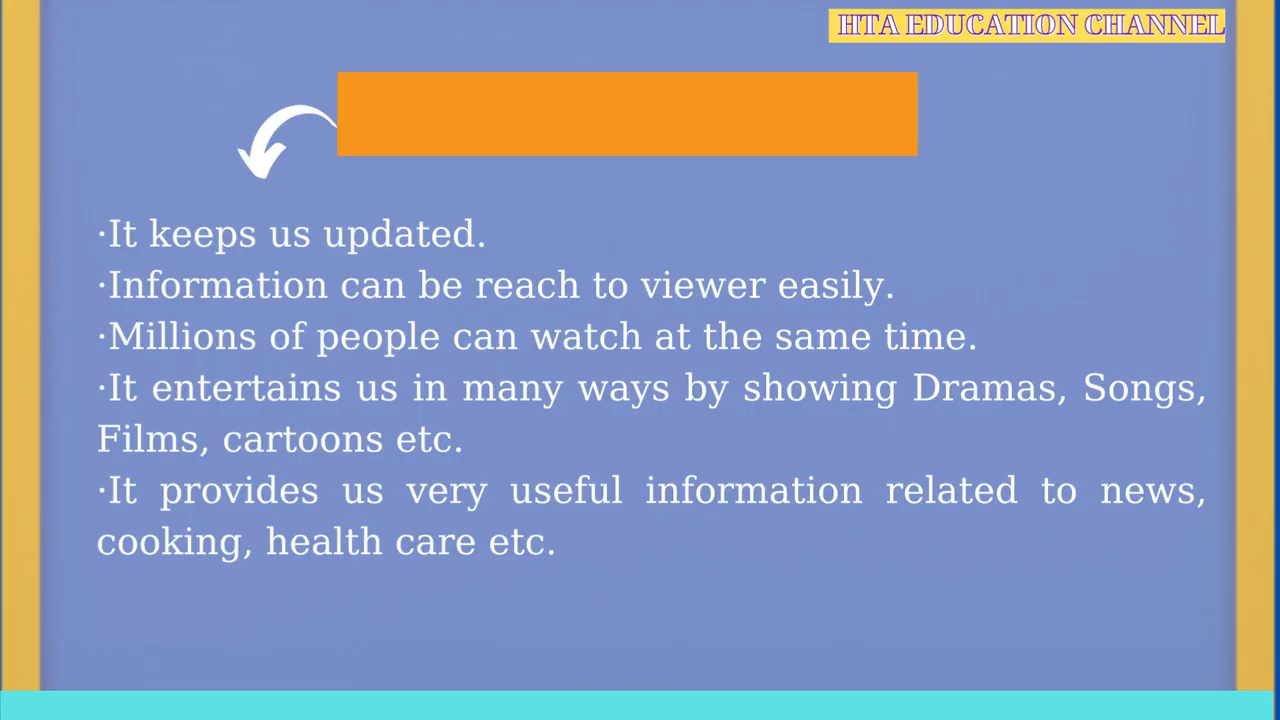 HTA EDUCATION CHANNEL
·It keeps us updated.
·Information can be reach to viewer easily.
·Millions of people can watch at the same time.
·It entertains us in many ways by showing Dramas, Songs,
Films, cartoons etc.
·It provides us very useful information related to news,
cooking, health care etc.